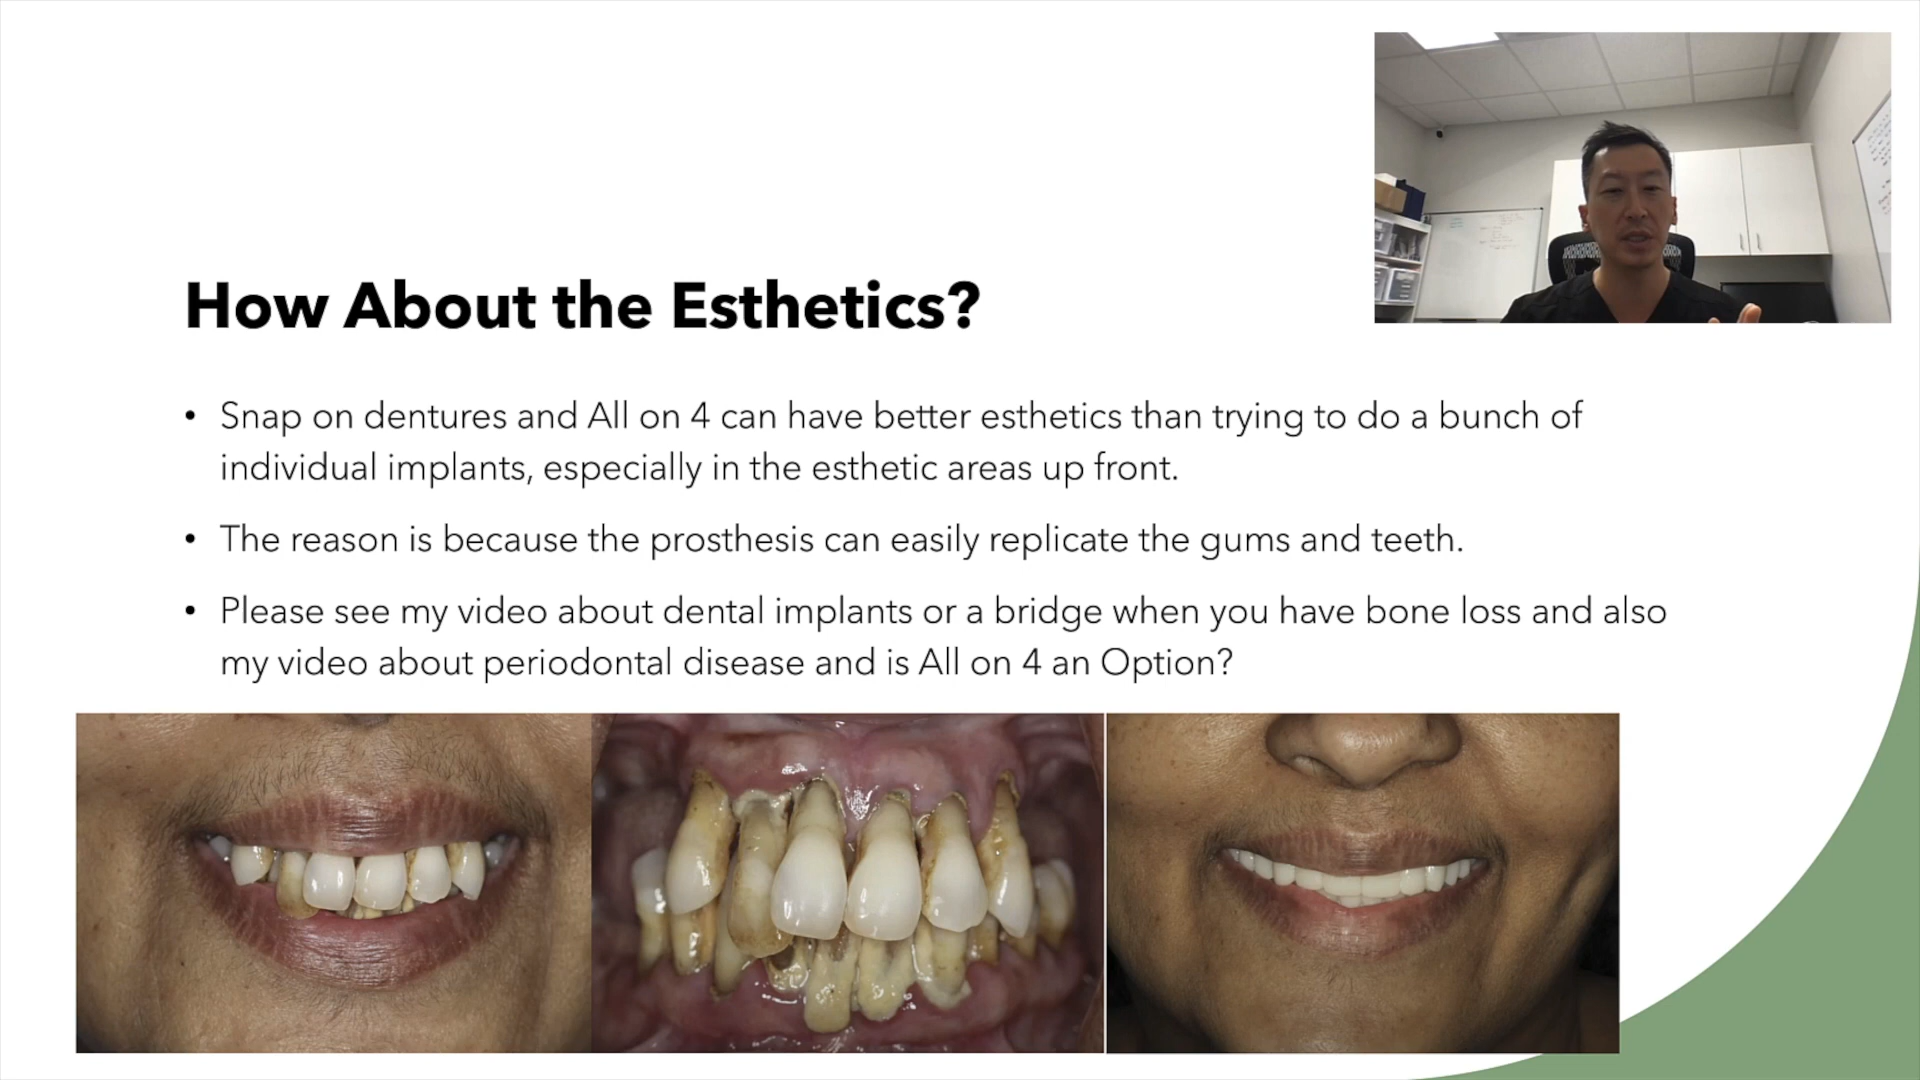 How About the Esthetics?
• Snap on dentures and All on 4 can have better esthetics than trying to do a bunch of
individual implants, especially in the esthetic areas up front.
• The reason is because the prosthesis can easily replicate the gums and teeth.
• Please see my video about dental implants or a bridge when you have bone loss and also
my video about periodontal disease and is All on 4 an Option?